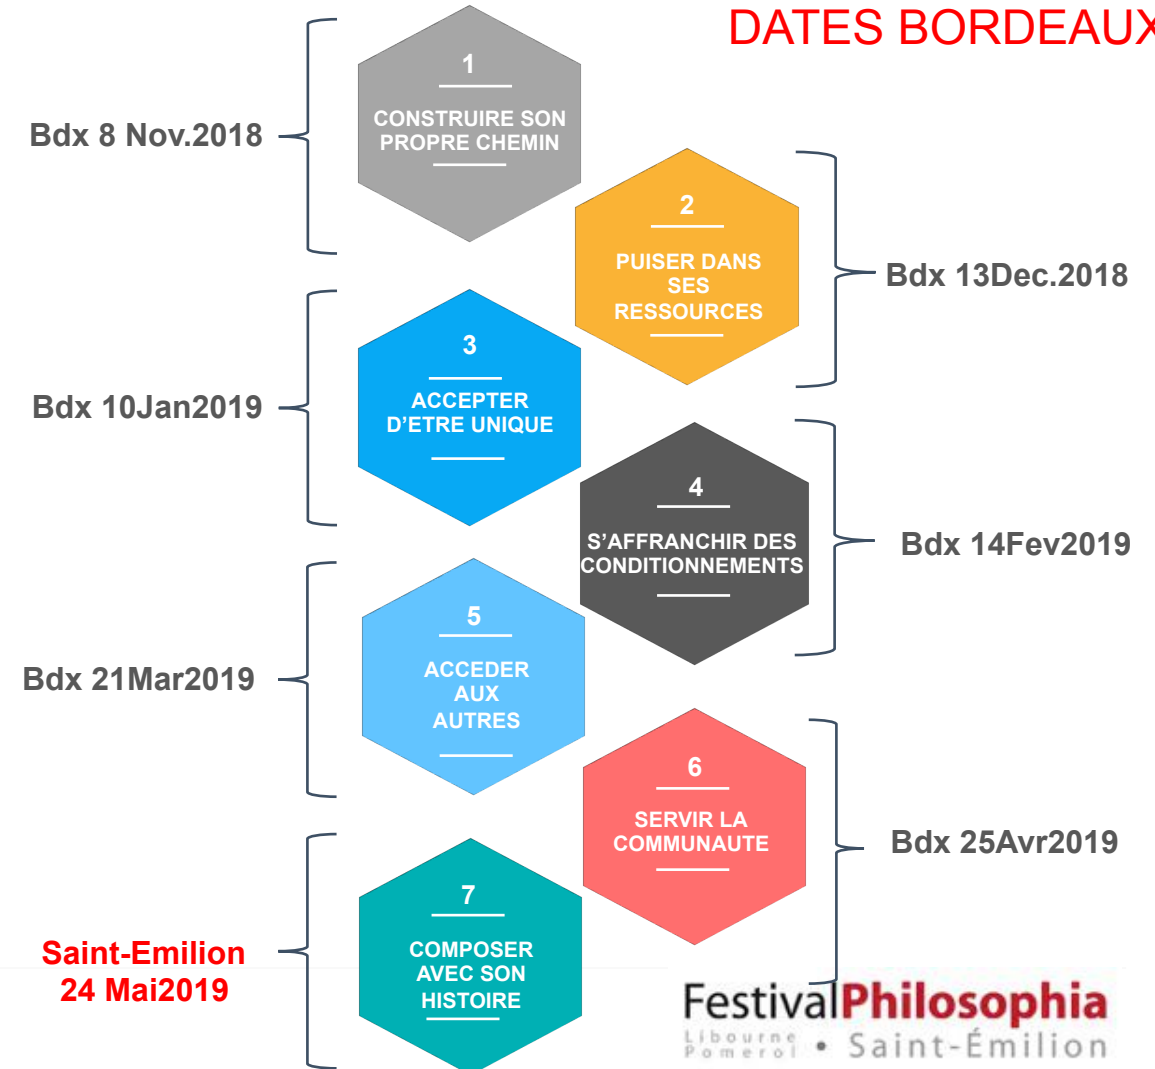 DATES BORDEAUX
Bdx 8 Nov.2018
1
CONSTRUIRE SON
PROPRE CHEMIN
2
PUISER DANS
SES
RESSOURCES
Bdx 13Dec.2018
Bdx 10Jan2019
3
ACCEPTER
D’ETRE UNIQUE
4
S’AFFRANCHIR DES
CONDITIONNEMENTS
Bdx 14Fev2019
Bdx 21Mar2019
5
ACCEDER
AUX
AUTRES
6
SERVIR LA
COMMUNAUTE
Bdx 25Avr2019
Saint-Emilion
24 Mai2019
7
COMPOSER
AVEC SON
HISTOIRE
FestivalPhilosophia
Libourne
Pomerol • Saint-Émilion